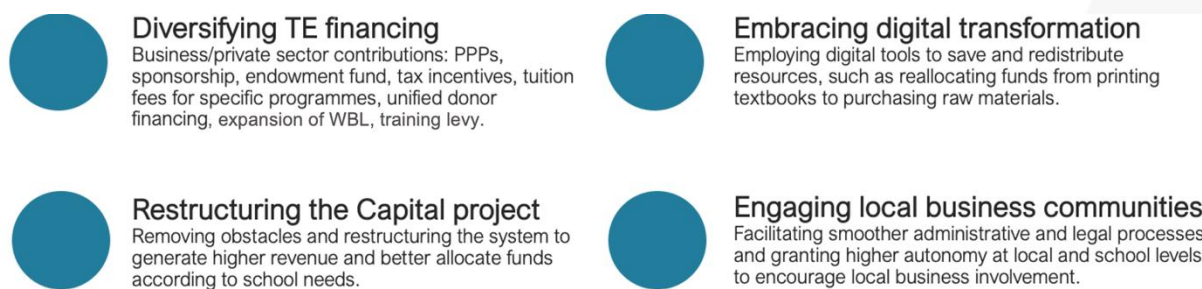 Diversifying TE financing
Business/private sector contributions: PPPs,
sponsorship, endowment fund, tax incentives, tuition
fees for specific programmes, unified donor
financing, expansion of WBL, training levy.
Embracing digital transformation
Employing digital tools to save and redistribute
resources, such as reallocating funds from printing
textbooks to purchasing raw materials.
Restructuring the Capital project
Removing obstacles and restructuring the system to
generate higher revenue and better allocate funds
according to school needs.
Engaging local business communities
Facilitating smoother administrative and legal processes
and granting higher autonomy at local and school levels
to encourage local business involvement.